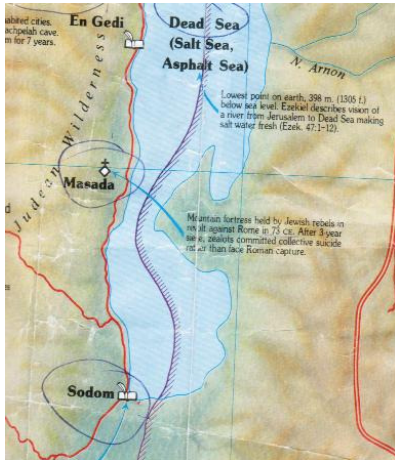 habited cities.
achpelah cave.
m for 7 years.
En Gedi
Dead Sea
(Salt Sea,
Asphalt Sea)
N. Arnon
Lowest point on earth, 398 m. (1305 f.)
below sea level. Ezekiel describes vision of
a river from Jerusalem to Dead Sea making
salt water fresh (Ezek. 47:1–12).
Judean Wilderness
Masada
Mountain fortress held by Jewish rebels in
revolt against Rome in 73 CE. After 3-year
siege, zealots committed collective suicide
rather than face Roman capture.
Sodom